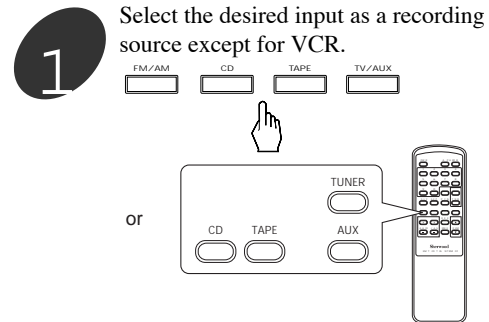 1
Select the desired input as a recording
source except for VCR.
FM/AM CD TAPE TV/AUX
or
TUNER
CD TAPE AUX
Sherwood